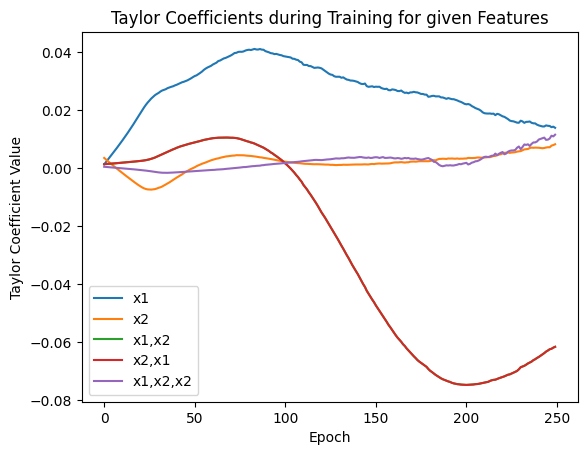 Taylor Coefficients during Training for given Features
Taylor Coefficient Value
0.04
0.02
0.00
−0.02
−0.04
−0.06
−0.08
x1
x2
x1,x2
x2,x1
x1,x2,x2
0 50 100 150 200 250
Epoch